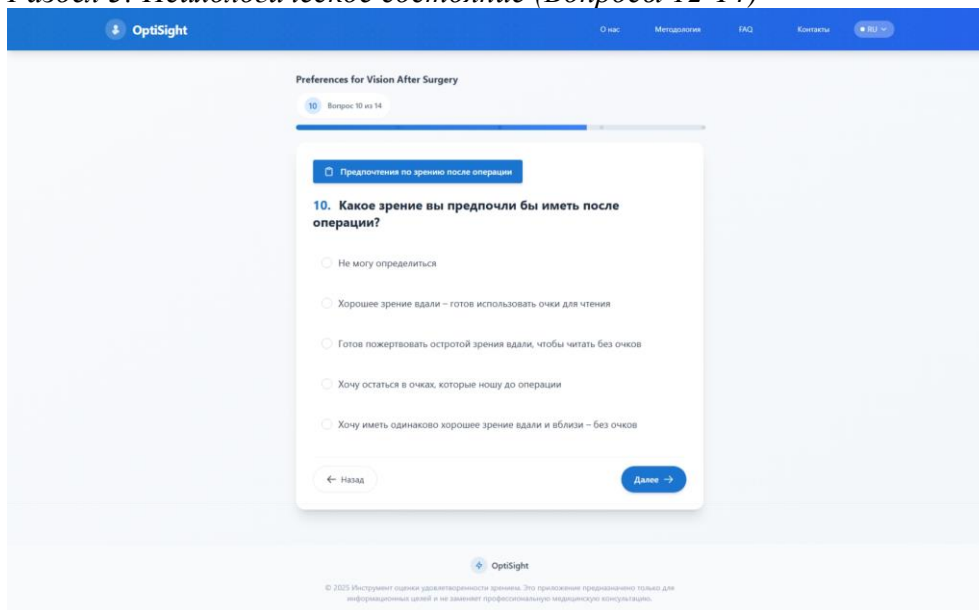 Раздел 5. Психологическое состояние (Вопросы 12-14)
OptiSight
О нас
Методология
FAQ
Контакты
RU
Preferences for Vision After Surgery
10 Вопрос 10 из 14
Предпочтения по зрению после операции
10. Какое зрение вы предпочли бы иметь после
операции?
Не могу определиться
Хорошее зрение вдали – готов использовать очки для чтения
Готов пожертвовать остротой зрения вдали, чтобы читать без очков
Хочу остаться в очках, которые ношу до операции
Хочу иметь одинаково хорошее зрение вдали и вблизи – без очков
← Назад
Далее →
OptiSight
© 2025 Инструмент оценки удовлетворенности зрением. Это приложение предназначено только для
информационных целей и не заменяет профессиональную медицинскую консультацию.